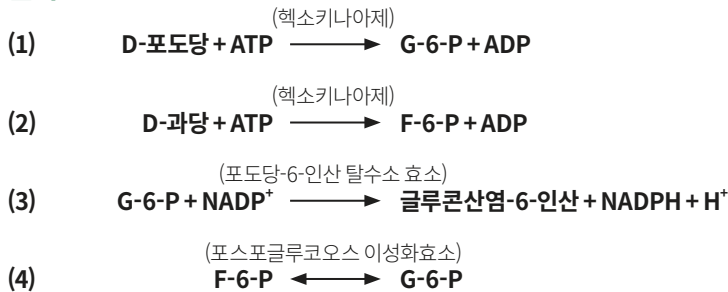 (헥소키나아제)
(1) D-포도당 + ATP ⟶ G-6-P + ADP
(헥소키나아제)
(2) D-과당 + ATP ⟶ F-6-P + ADP
(포도당-6-인산 탈수소 효소)
(3) G-6-P + NADP⁺ ⟶ 글루콘산염-6-인산 + NADPH + H⁺
(포스포글루코오스 이성화효소)
(4) F-6-P ⟷ G-6-P